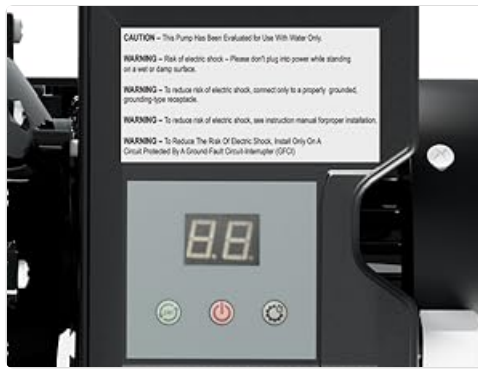 CAUTION – This Pump Has Been Evaluated for Use With Water Only.
WARNING – Risk of electric shock – Please don't plug into power while standing
on a wet or damp surface.
WARNING – To reduce risk of electric shock, connect only to a properly grounded,
grounding-type receptacle.
WARNING – To reduce risk of electric shock, see instruction manual forproper installation.
WARNING – To Reduce The Risk Of Electric Shock, Install Only On A
Circuit Protected By A Ground-Fault Circuit-Interrupter (GFCI)
8.8.